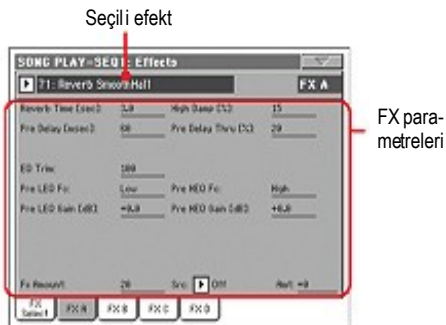 Seçili efekt
SONG PLAY-SEQ1: Effects
71: Reverb SmoothHall FX A
Reverb Time [sec]: 3.0 High Damp [%]: 15
Pre Delay [msec]: 60 Pre Delay Thru [%]: 20
EQ Trim: 100
Pre LEQ Fc: Low Pre HEQ Fc: High
Pre LEQ Gain [dB]: +0.0 Pre HEQ Gain [dB]: +0.0
Fx Amount: 20 Src: Off Amt: +0
FX Select FX A FX B FX C FX D
FX para-
metreleri